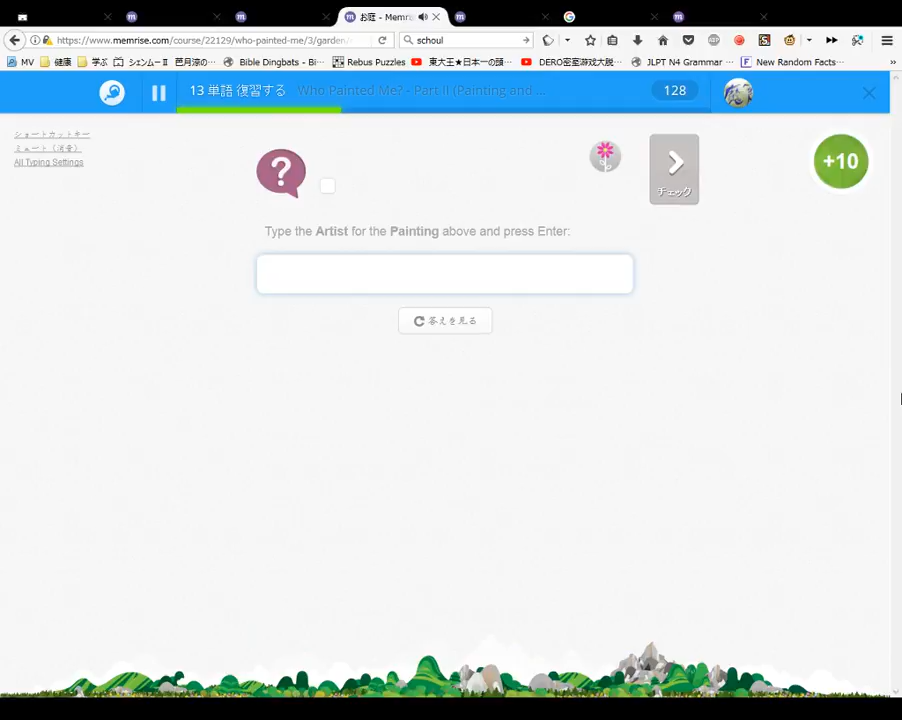 お庭 - Memris
https://www.memrise.com/course/22129/who-painted-me/3/garden/
schoul
MV
健康
学ぶ
シェンムーⅡ
芭月涼の…
Bible Dingbats - Bi…
Rebus Puzzles
東大王★日本一の頭…
DERO密室游戏大脱…
JLPT N4 Grammar …
New Random Facts…
13 単語 復習する
Who Painted Me? - Part II (Painting and ...
128
ショートカットキー
ミュート（消音）
All Typing Settings
?
チェック
+10
Type the Artist for the Painting above and press Enter:
答えを見る